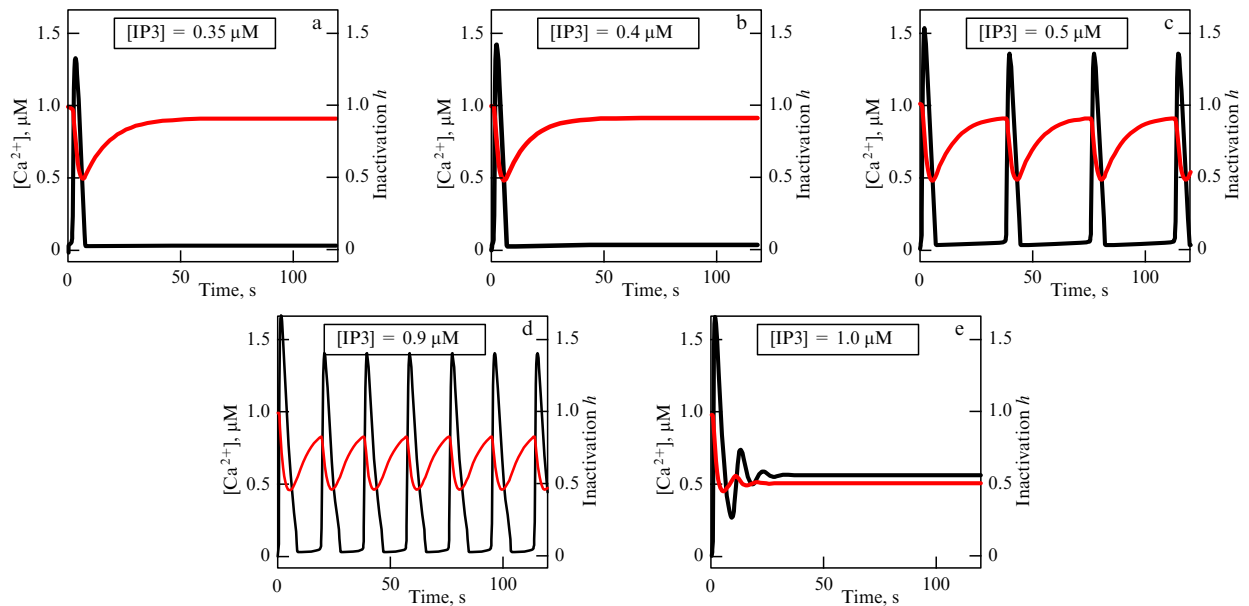 a
[IP3] = 0.35 μM
1.5
1.0
0.5
0
1.5
1.0
0.5
0
[Ca²⁺], μM
Inactivation h
0
50
100
Time, s
b
[IP3] = 0.4 μM
1.5
1.0
0.5
0
1.5
1.0
0.5
0
[Ca²⁺], μM
Inactivation h
0
50
100
Time, s
c
[IP3] = 0.5 μM
1.5
1.0
0.5
0
1.5
1.0
0.5
0
[Ca²⁺], μM
Inactivation h
0
50
100
Time, s
d
[IP3] = 0.9 μM
1.5
1.0
0.5
0
1.5
1.0
0.5
0
[Ca²⁺], μM
Inactivation h
0
50
100
Time, s
e
[IP3] = 1.0 μM
1.5
1.0
0.5
0
1.5
1.0
0.5
0
[Ca²⁺], μM
Inactivation h
0
50
100
Time, s